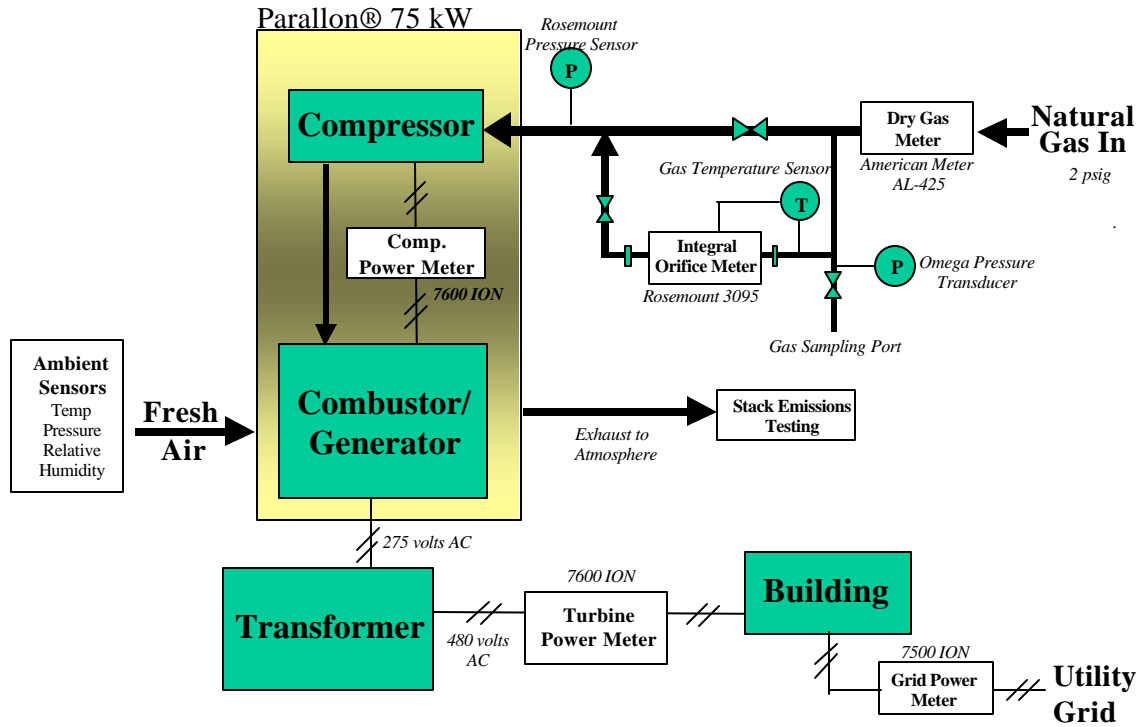 Parallon® 75 kW
Rosemount
Pressure Sensor
P
Compressor
Dry Gas
Meter
American Meter
AL-425
Natural
Gas In
2 psig
.
Gas Temperature Sensor
T
Comp.
Power Meter
7600 ION
Integral
Orifice Meter
Rosemount 3095
P
Omega Pressure
Transducer
Gas Sampling Port
Ambient
Sensors
Temp
Pressure
Relative
Humidity
Fresh
Air
Combustor/
Generator
Exhaust to
Atmosphere
Stack Emissions
Testing
275 volts AC
Transformer
480 volts
AC
7600 ION
Turbine
Power Meter
Building
7500 ION
Grid Power
Meter
Utility
Grid